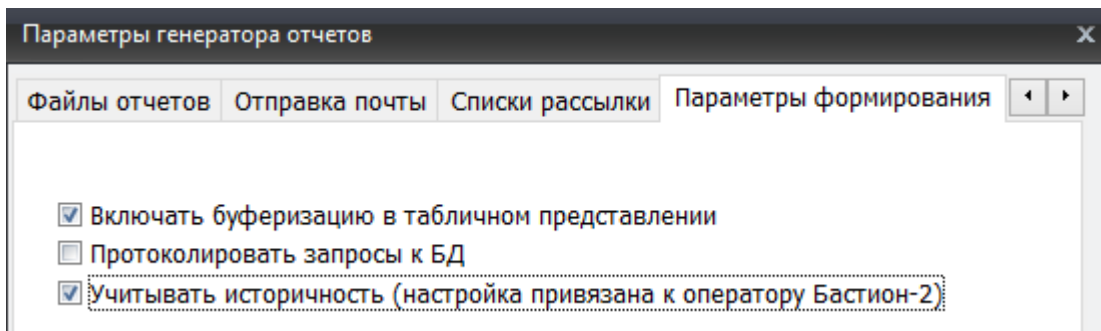 Параметры генератора отчетов
Файлы отчетов Отправка почты Списки рассылки Параметры формирования
Включать буферизацию в табличном представлении
Протоколировать запросы к БД
Учитывать историчность (настройка привязана к оператору Бастион-2)